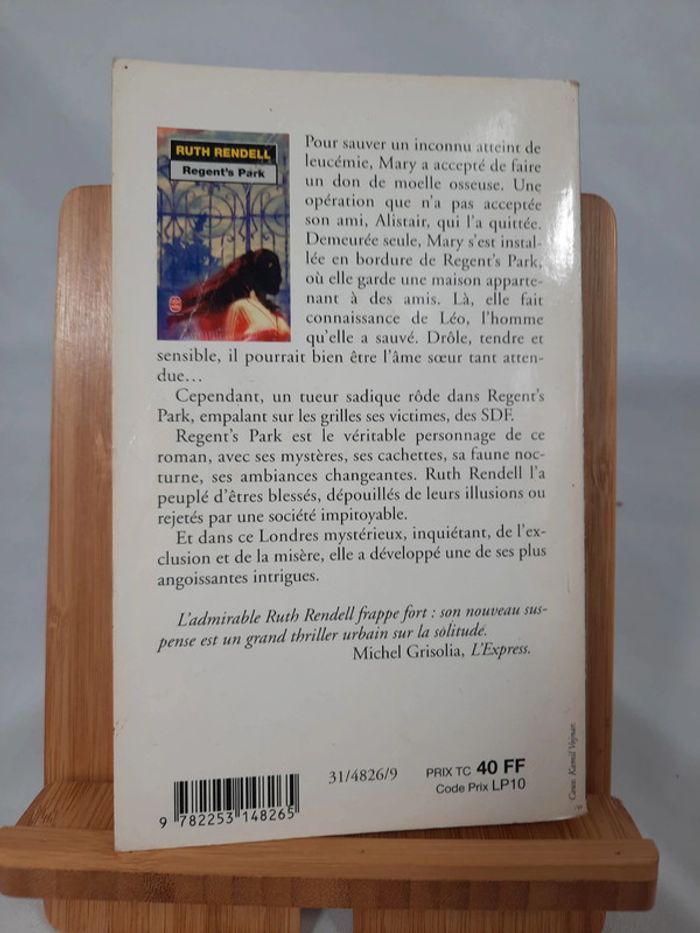 RUTH RENDELL
Regent's Park
Pour sauver un inconnu atteint de
leucémie, Mary a accepté de faire
un don de moelle osseuse. Une
opération que n'a pas acceptée
son ami, Alistair, qui l'a quittée.
Demeurée seule, Mary s'est instal-
lée en bordure de Regent's Park,
où elle garde une maison apparte-
nant à des amis. Là, elle fait
connaissance de Léo, l'homme
qu'elle a sauvé. Drôle, tendre et
sensible, il pourrait bien être l'âme sœur tant atten-
due…
Cependant, un tueur sadique rôde dans Regent's
Park, empalant sur les grilles ses victimes, des SDF.
Regent's Park est le véritable personnage de ce
roman, avec ses mystères, ses cachettes, sa faune noc-
turne, ses ambiances changeantes. Ruth Rendell l'a
peuplé d'êtres blessés, dépouillés de leurs illusions ou
rejetés par une société impitoyable.
Et dans ce Londres mystérieux, inquiétant, de l'ex-
clusion et de la misère, elle a développé une de ses plus
angoissantes intrigues.
L'admirable Ruth Rendell frappe fort : son nouveau sus-
pense est un grand thriller urbain sur la solitude.
Michel Grisolia, L'Express.
31/4826/9
PRIX TC 40 FF
Code Prix LP10
9 782253 148265
Couv. Kamil Vojnar.